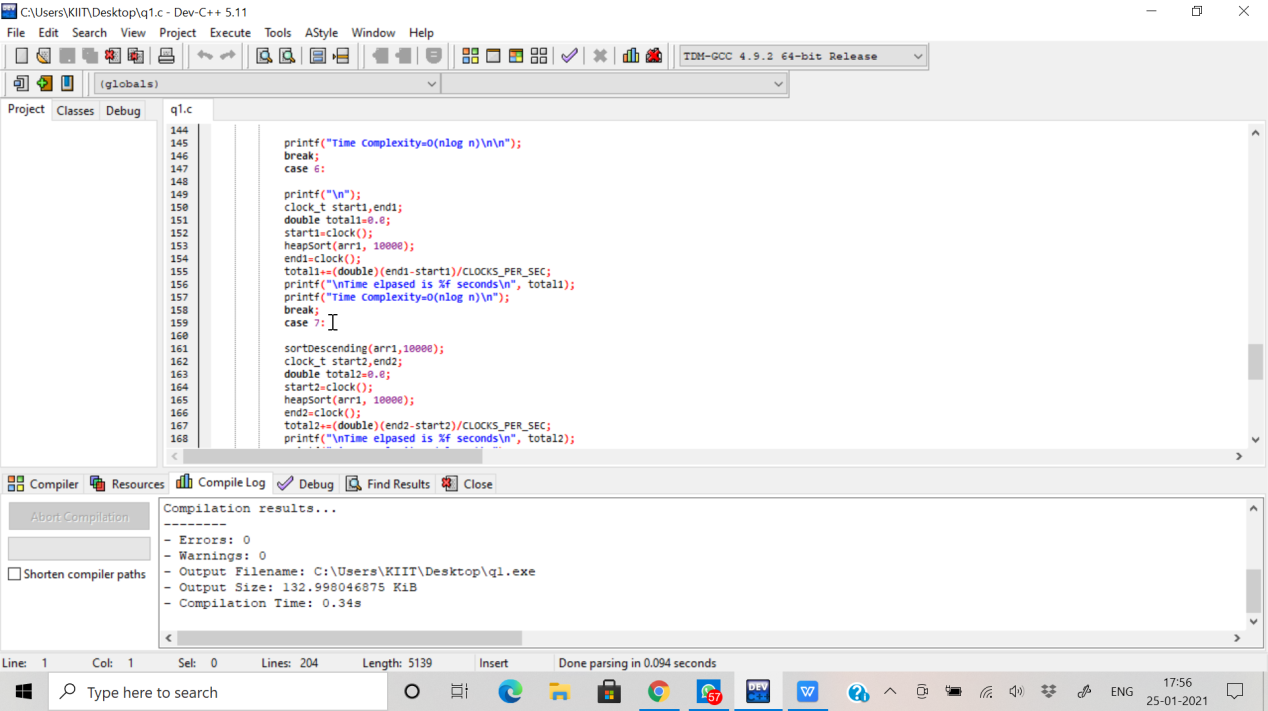 C:\Users\KIIT\Desktop\q1.c - Dev-C++ 5.11
File Edit Search View Project Execute Tools AStyle Window Help
TDM-GCC 4.9.2 64-bit Release
(globals)
Project Classes Debug q1.c
144
145 printf("Time Complexity=O(nlog n)\n\n");
146 break;
147 case 6:
148
149 printf("\n");
150 clock_t start1,end1;
151 double total1=0.0;
152 start1=clock();
153 heapSort(arr1, 10000);
154 end1=clock();
155 total1+=(double)(end1-start1)/CLOCKS_PER_SEC;
156 printf("\nTime elpased is %f seconds\n", total1);
157 printf("Time Complexity=O(nlog n)\n");
158 break;
159 case 7:
160
161 sortDescending(arr1,10000);
162 clock_t start2,end2;
163 double total2=0.0;
164 start2=clock();
165 heapSort(arr1, 10000);
166 end2=clock();
167 total2+=(double)(end2-start2)/CLOCKS_PER_SEC;
168 printf("\nTime elpased is %f seconds\n", total2);
Compiler Resources Compile Log Debug Find Results Close
Abort Compilation
Shorten compiler paths
Compilation results...
--------
- Errors: 0
- Warnings: 0
- Output Filename: C:\Users\KIIT\Desktop\q1.exe
- Output Size: 132.998046875 KiB
- Compilation Time: 0.34s
Line: 1 Col: 1 Sel: 0 Lines: 204 Length: 5139 Insert Done parsing in 0.094 seconds
Type here to search
57
DEV
W
ENG
17:56
25-01-2021